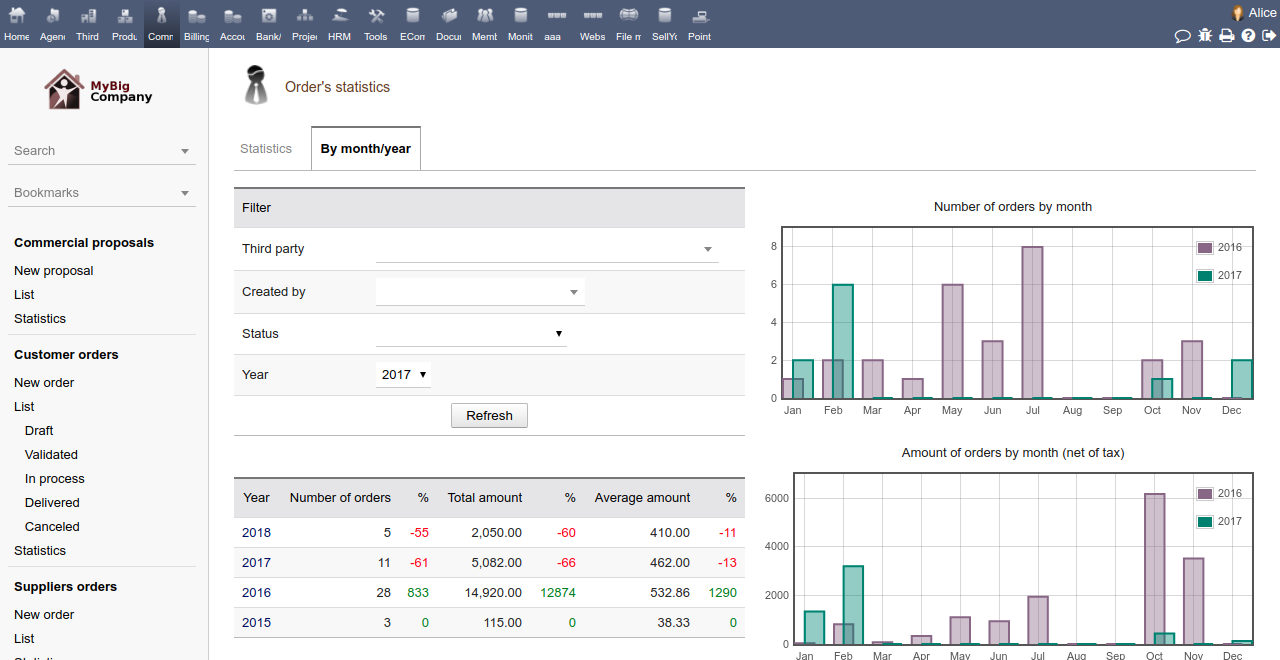 Home Agen Third Produ Comr Billing Accou Bank/ Projec HRM Tools ECom Docu Memb Monit aaa Webs File m SellYo Point
Alice
MyBig
Company
Search
Bookmarks
Commercial proposals
New proposal
List
Statistics
Customer orders
New order
List
Draft
Validated
In process
Delivered
Canceled
Statistics
Suppliers orders
New order
List
Order's statistics
Statistics By month/year
Filter
Third party
Created by
Status
Year 2017
Refresh
Year Number of orders % Total amount % Average amount %
2018 5 -55 2,050.00 -60 410.00 -11
2017 11 -61 5,082.00 -66 462.00 -13
2016 28 833 14,920.00 12874 532.86 1290
2015 3 0 115.00 0 38.33 0
Number of orders by month
8
6
4
2
0
2016
2017
Jan Feb Mar Apr May Jun Jul Aug Sep Oct Nov Dec
Amount of orders by month (net of tax)
6000
4000
2000
0
2016
2017
Jan Feb Mar Apr May Jun Jul Aug Sep Oct Nov Dec